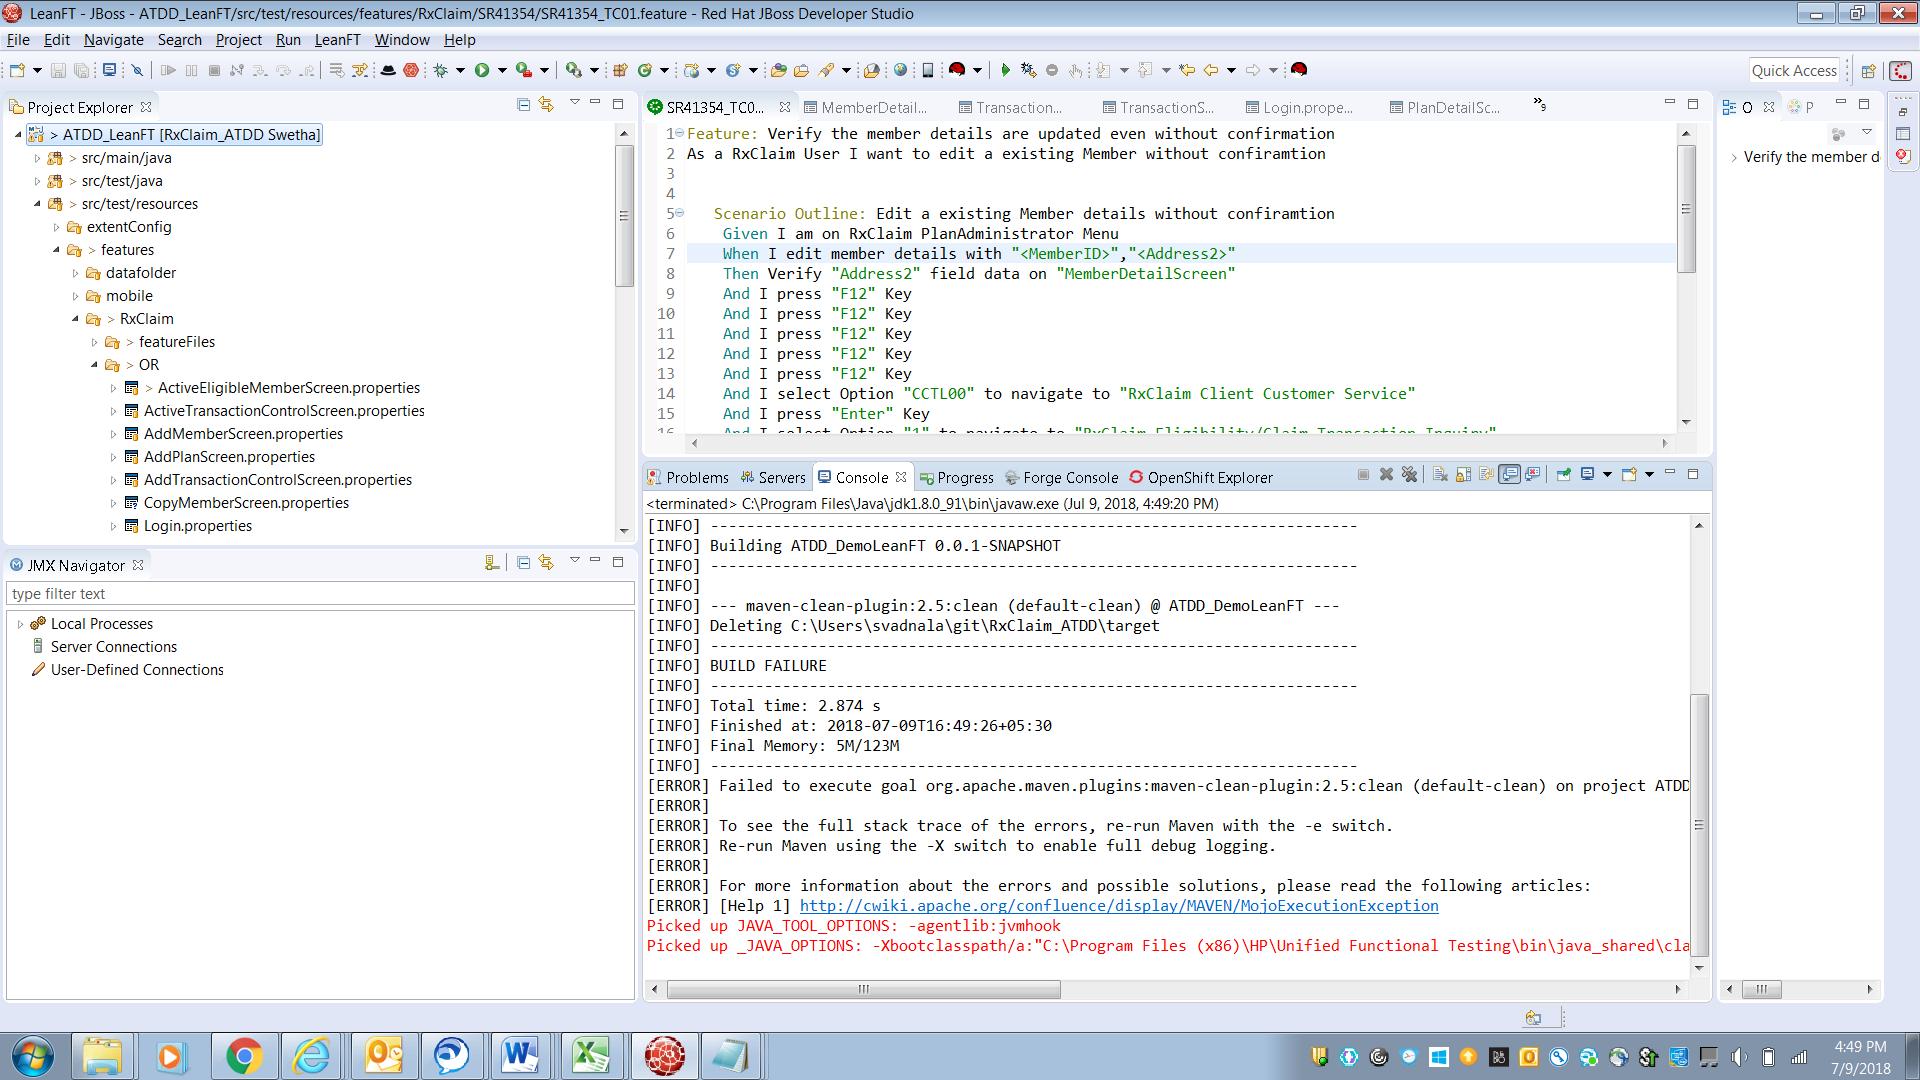 LeanFT - JBoss - ATDD_LeanFT/src/test/resources/features/RxClaim/SR41354/SR41354_TC01.feature - Red Hat JBoss Developer Studio
File Edit Navigate Search Project Run LeanFT Window Help
Quick Access
Project Explorer
> ATDD_LeanFT [RxClaim_ATDD Swetha]
> src/main/java
> src/test/java
> src/test/resources
extentConfig
> features
datafolder
mobile
> RxClaim
> featureFiles
> OR
> ActiveEligibleMemberScreen.properties
ActiveTransactionControlScreen.properties
AddMemberScreen.properties
AddPlanScreen.properties
AddTransactionControlScreen.properties
CopyMemberScreen.properties
Login.properties
JMX Navigator
type filter text
Local Processes
Server Connections
User-Defined Connections
SR41354_TC0... MemberDetail... Transaction... TransactionS... Login.prope... PlanDetailSc... »9
1 Feature: Verify the member details are updated even without confirmation
2 As a RxClaim User I want to edit a existing Member without confiramtion
3
4
5 Scenario Outline: Edit a existing Member details without confiramtion
6 Given I am on RxClaim PlanAdministrator Menu
7 When I edit member details with "<MemberID>","<Address2>"
8 Then Verify "Address2" field data on "MemberDetailScreen"
9 And I press "F12" Key
10 And I press "F12" Key
11 And I press "F12" Key
12 And I press "F12" Key
13 And I press "F12" Key
14 And I select Option "CCTL00" to navigate to "RxClaim Client Customer Service"
15 And I press "Enter" Key
16 And I select Option "1" to navigate to "RxClaim Eligibility/Claim Transaction Inquiry"
O P
Verify the member d
Problems Servers Console Progress Forge Console OpenShift Explorer
<terminated> C:\Program Files\Java\jdk1.8.0_91\bin\javaw.exe (Jul 9, 2018, 4:49:20 PM)
[INFO] ------------------------------------------------------------------------
[INFO] Building ATDD_DemoLeanFT 0.0.1-SNAPSHOT
[INFO] ------------------------------------------------------------------------
[INFO]
[INFO] --- maven-clean-plugin:2.5:clean (default-clean) @ ATDD_DemoLeanFT ---
[INFO] Deleting C:\Users\svadnala\git\RxClaim_ATDD\target
[INFO] ------------------------------------------------------------------------
[INFO] BUILD FAILURE
[INFO] ------------------------------------------------------------------------
[INFO] Total time: 2.874 s
[INFO] Finished at: 2018-07-09T16:49:26+05:30
[INFO] Final Memory: 5M/123M
[INFO] ------------------------------------------------------------------------
[ERROR] Failed to execute goal org.apache.maven.plugins:maven-clean-plugin:2.5:clean (default-clean) on project ATDD
[ERROR]
[ERROR] To see the full stack trace of the errors, re-run Maven with the -e switch.
[ERROR] Re-run Maven using the -X switch to enable full debug logging.
[ERROR]
[ERROR] For more information about the errors and possible solutions, please read the following articles:
[ERROR] [Help 1] http://cwiki.apache.org/confluence/display/MAVEN/MojoExecutionException
Picked up JAVA_TOOL_OPTIONS: -agentlib:jvmhook
Picked up _JAVA_OPTIONS: -Xbootclasspath/a:"C:\Program Files (x86)\HP\Unified Functional Testing\bin\java_shared\cla
4:49 PM
7/9/2018